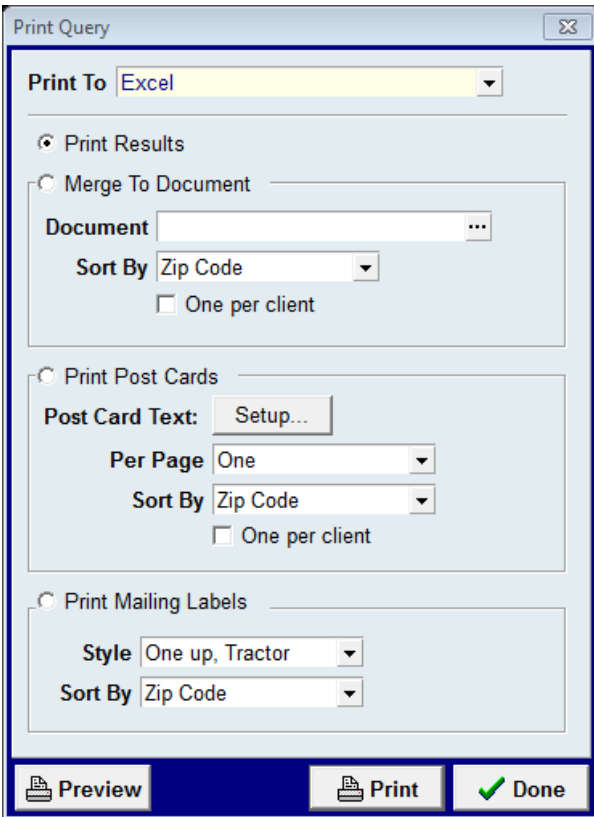 Print Query
Print To Excel
Print Results
Merge To Document
Document ...
Sort By Zip Code
One per client
Print Post Cards
Post Card Text: Setup...
Per Page One
Sort By Zip Code
One per client
Print Mailing Labels
Style One up, Tractor
Sort By Zip Code
Preview Print Done